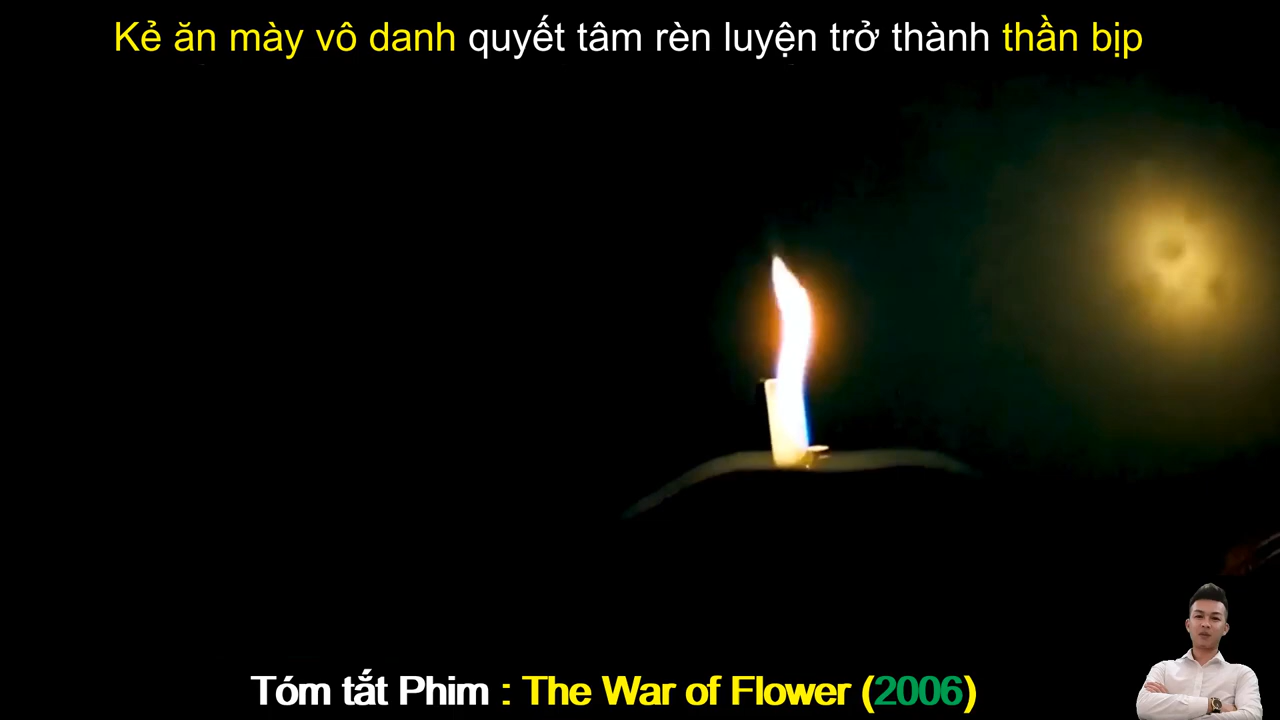 Kẻ ăn mày vô danh quyết tâm rèn luyện trở thành thần bịp
Tóm tắt Phim : The War of Flower (2006)